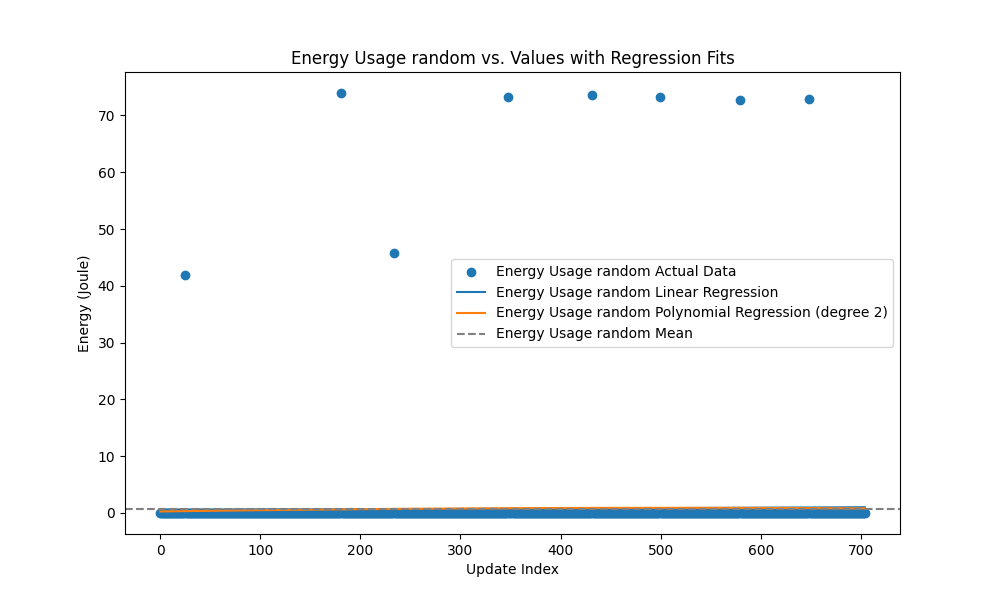 Energy Usage random vs. Values with Regression Fits
70
60
50
40
30
20
10
0
Energy (Joule)
Energy Usage random Actual Data
Energy Usage random Linear Regression
Energy Usage random Polynomial Regression (degree 2)
Energy Usage random Mean
0 100 200 300 400 500 600 700
Update Index